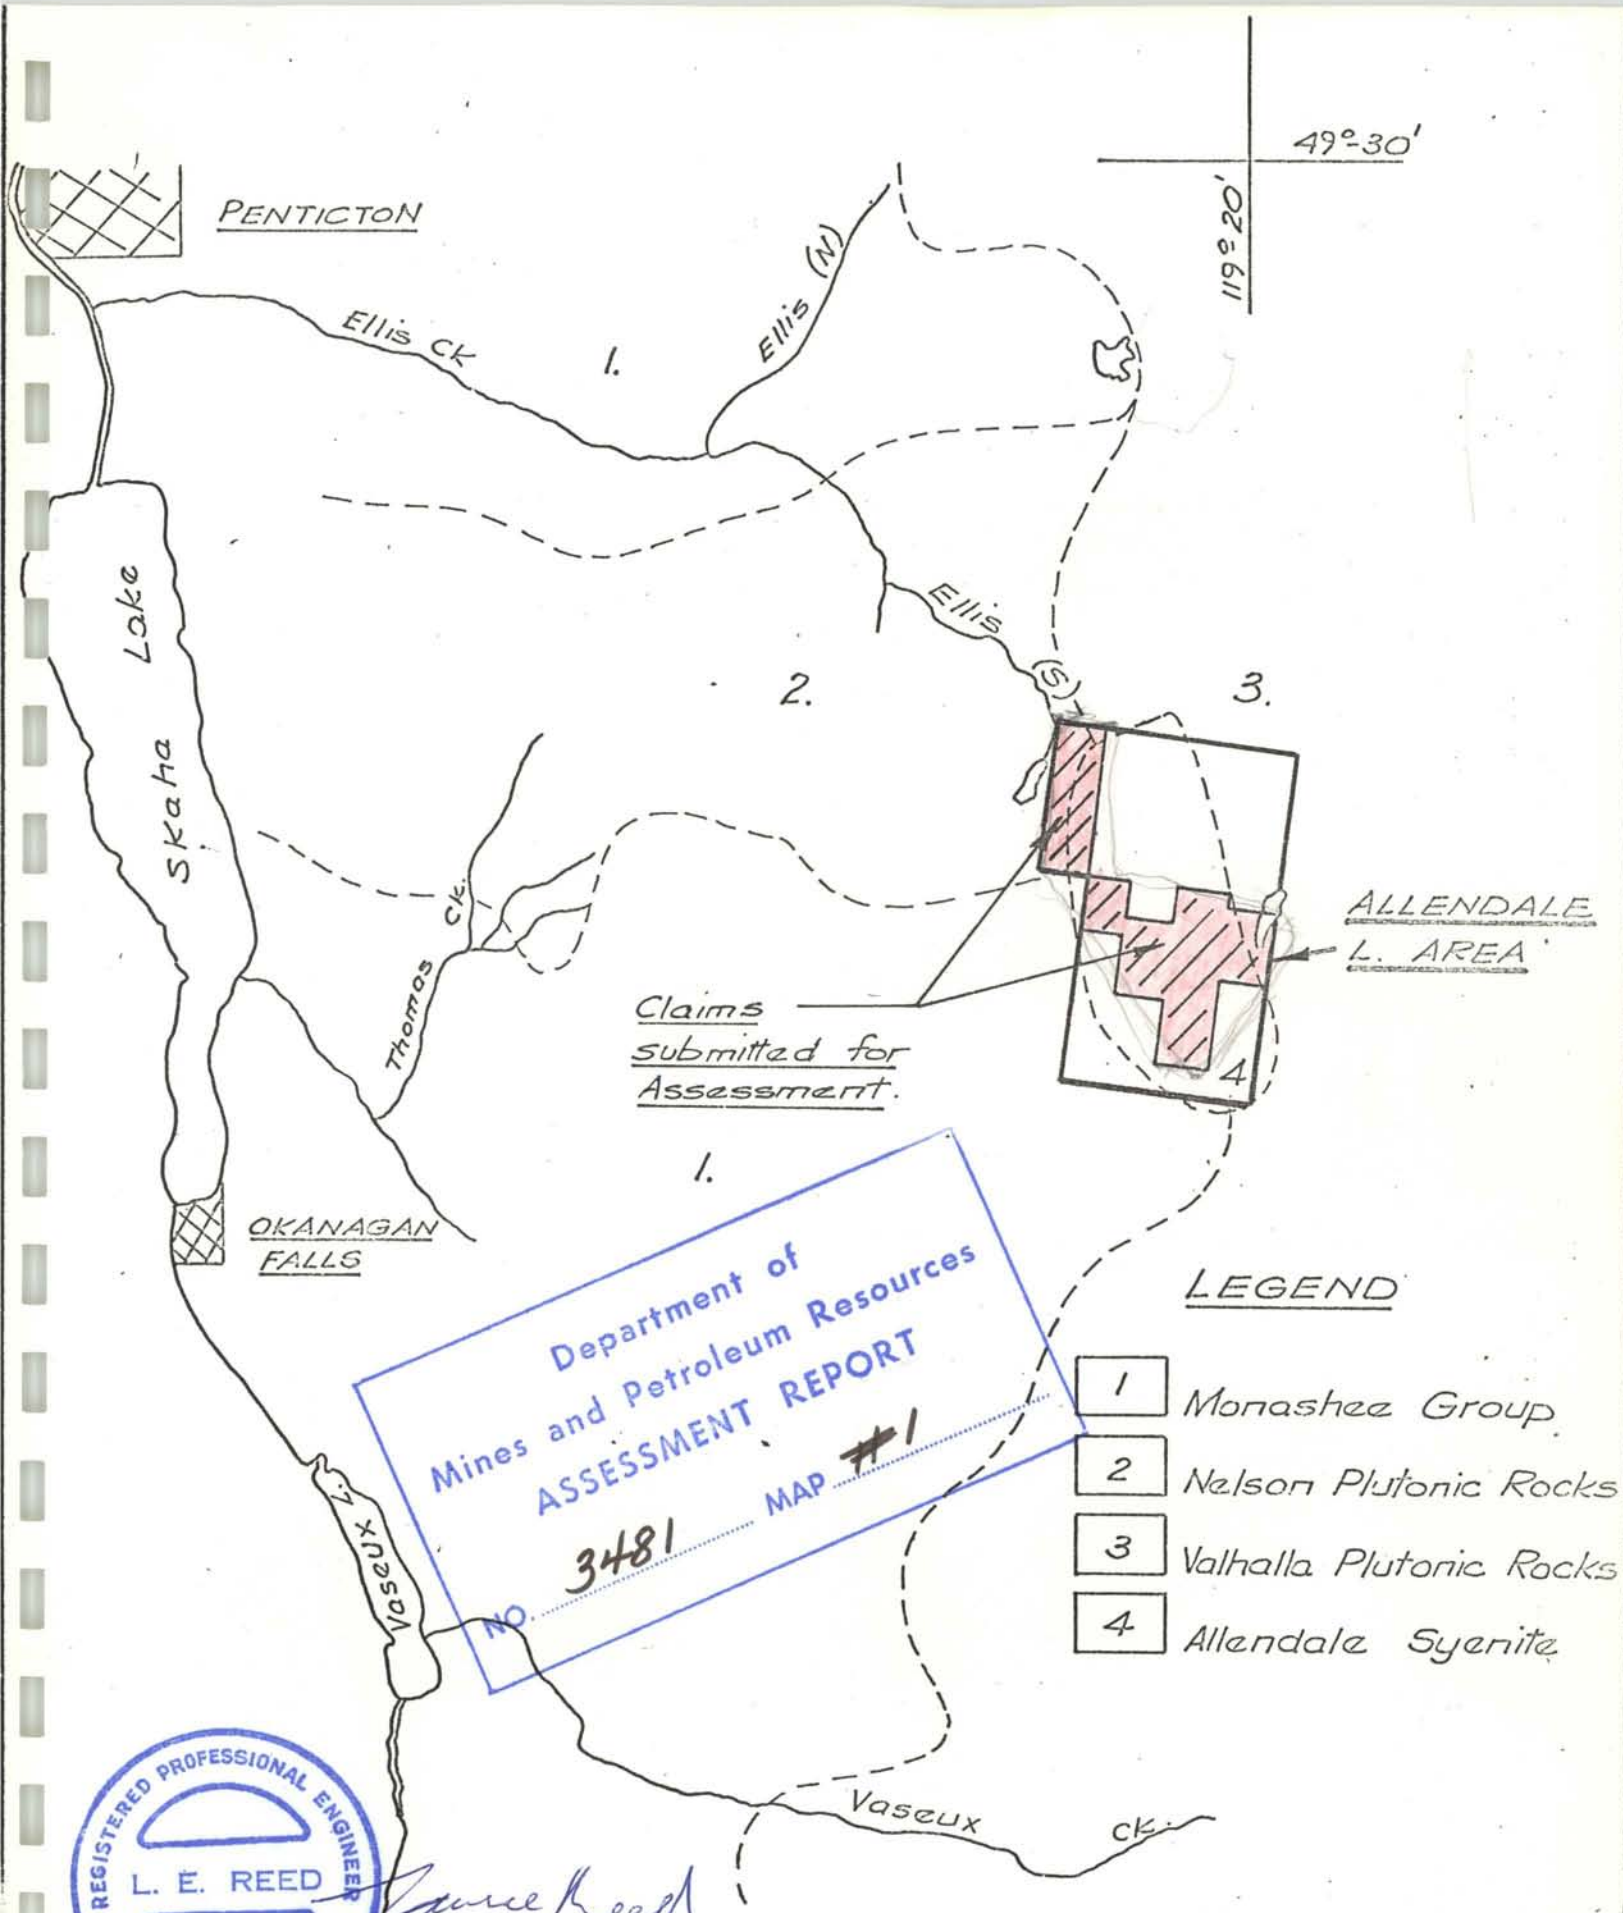 49°-30'
119° 20'
PENTICTON
Ellis (N)
Ellis CK
1.
Skaha Lake
Ellis (S)
2.
3.
CK.
Thomas
ALLENDALE
L. AREA
Claims
submitted for
Assessment.
4
1.
OKANAGAN
FALLS
Department of
Mines and Petroleum Resources
ASSESSMENT REPORT
NO. 3481 MAP #1
LEGEND
1 Monashee Group
2 Nelson Plutonic Rocks
3 Valhalla Plutonic Rocks
4 Allendale Syenite
Vaseux L.
Vaseux CK.
REGISTERED PROFESSIONAL ENGINEER
L. E. REED